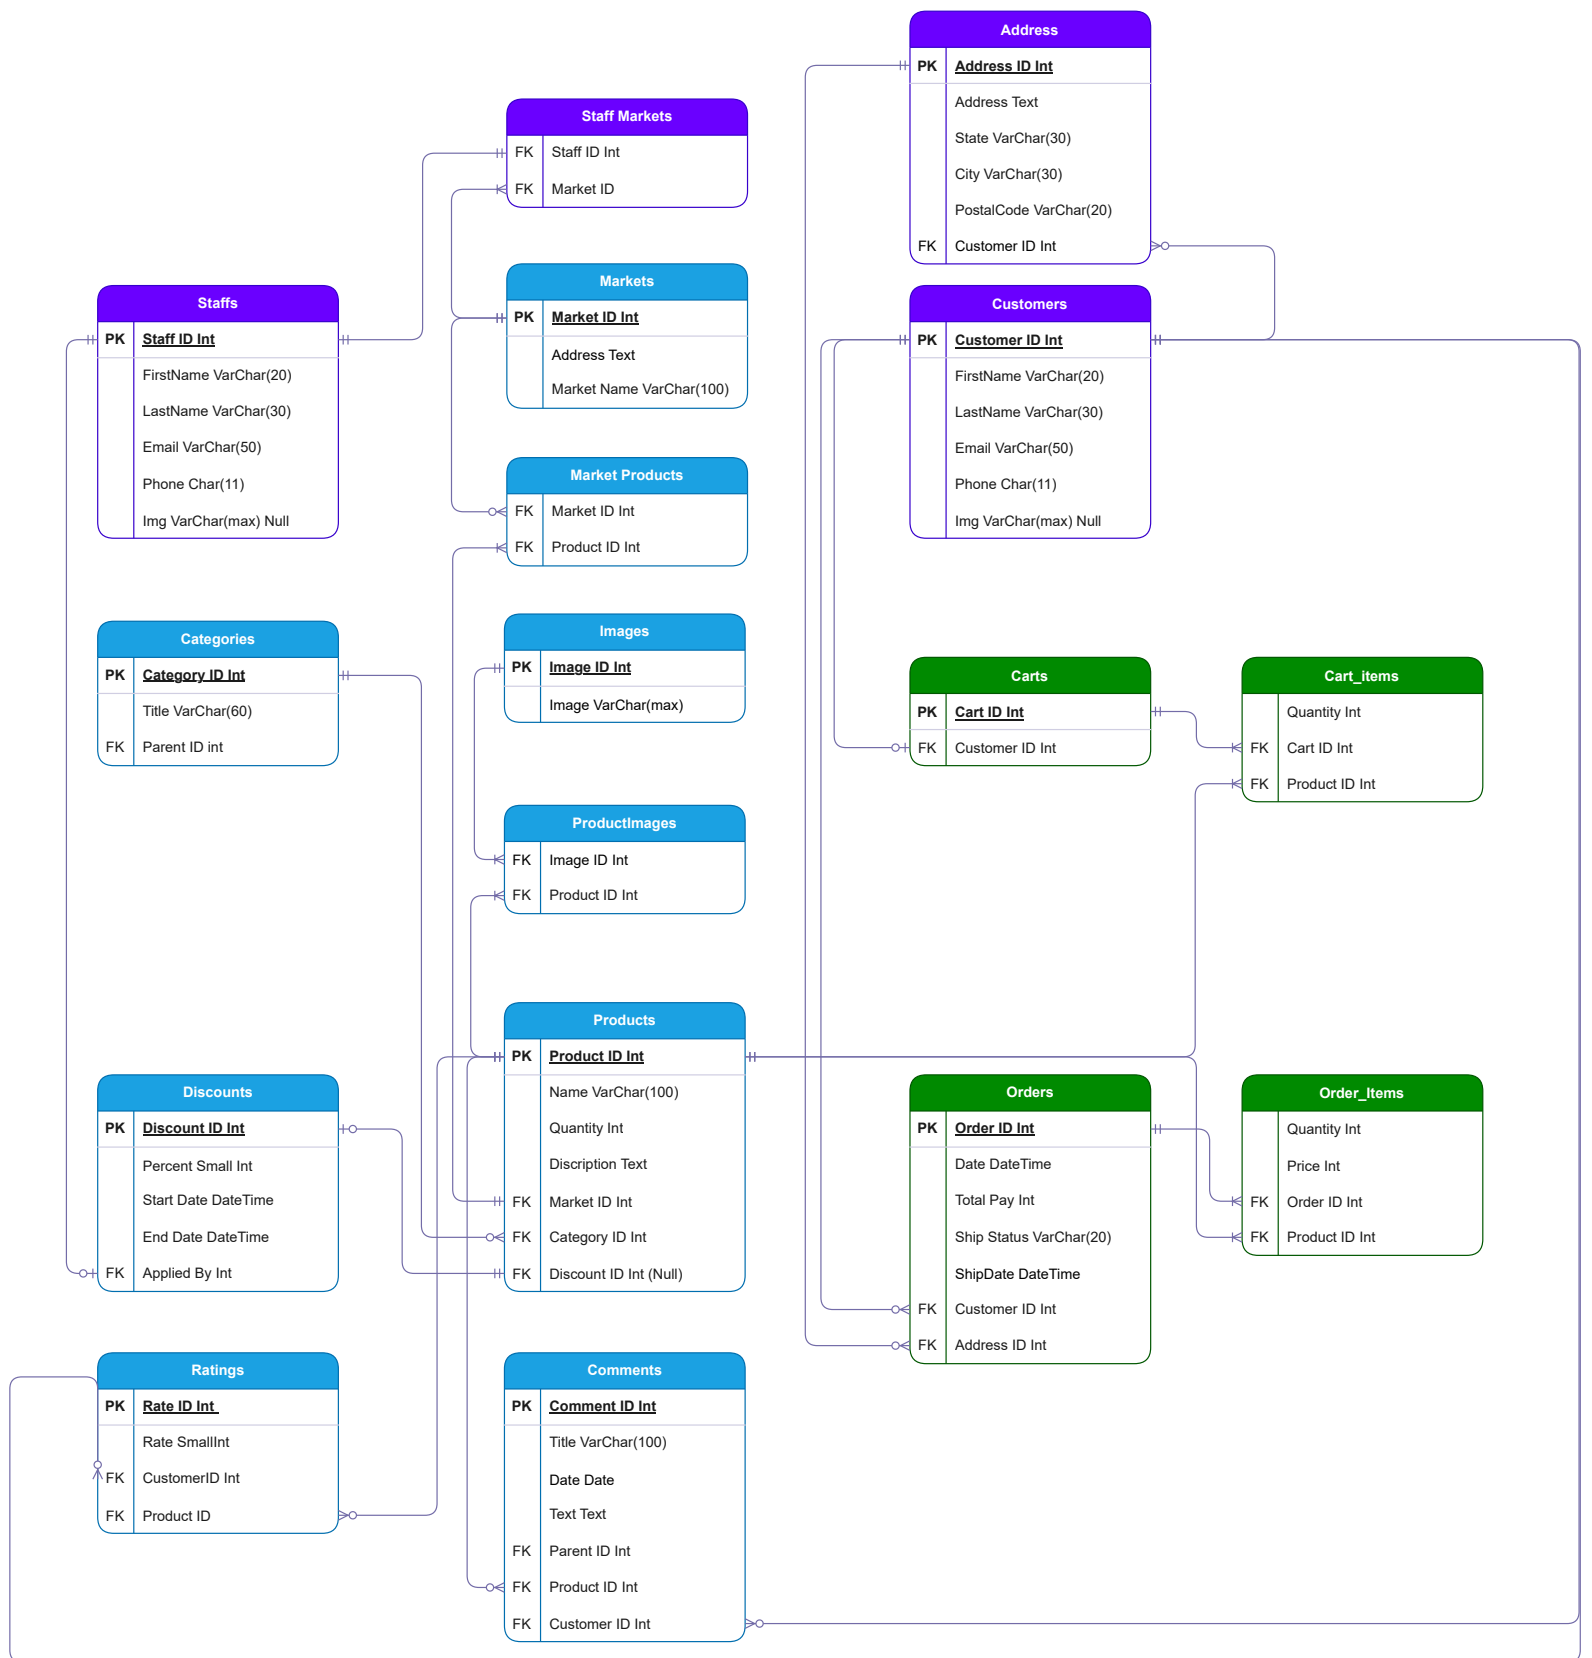 Address
PK Address ID Int
Address Text
State VarChar(30)
City VarChar(30)
PostalCode VarChar(20)
FK Customer ID Int
Staff Markets
FK Staff ID Int
FK Market ID
Markets
PK Market ID Int
Address Text
Market Name VarChar(100)
Staffs
PK Staff ID Int
FirstName VarChar(20)
LastName VarChar(30)
Email VarChar(50)
Phone Char(11)
Img VarChar(max) Null
Customers
PK Customer ID Int
FirstName VarChar(20)
LastName VarChar(30)
Email VarChar(50)
Phone Char(11)
Img VarChar(max) Null
Market Products
FK Market ID Int
FK Product ID Int
Categories
PK Category ID Int
Title VarChar(60)
FK Parent ID int
Images
PK Image ID Int
Image VarChar(max)
Carts
PK Cart ID Int
FK Customer ID Int
Cart_items
Quantity Int
FK Cart ID Int
FK Product ID Int
ProductImages
FK Image ID Int
FK Product ID Int
Products
PK Product ID Int
Name VarChar(100)
Quantity Int
Discription Text
FK Market ID Int
FK Category ID Int
FK Discount ID Int (Null)
Discounts
PK Discount ID Int
Percent Small Int
Start Date DateTime
End Date DateTime
FK Applied By Int
Orders
PK Order ID Int
Date DateTime
Total Pay Int
Ship Status VarChar(20)
ShipDate DateTime
FK Customer ID Int
FK Address ID Int
Order_Items
Quantity Int
Price Int
FK Order ID Int
FK Product ID Int
Ratings
PK Rate ID Int
Rate SmallInt
FK CustomerID Int
FK Product ID
Comments
PK Comment ID Int
Title VarChar(100)
Date Date
Text Text
FK Parent ID Int
FK Product ID Int
FK Customer ID Int